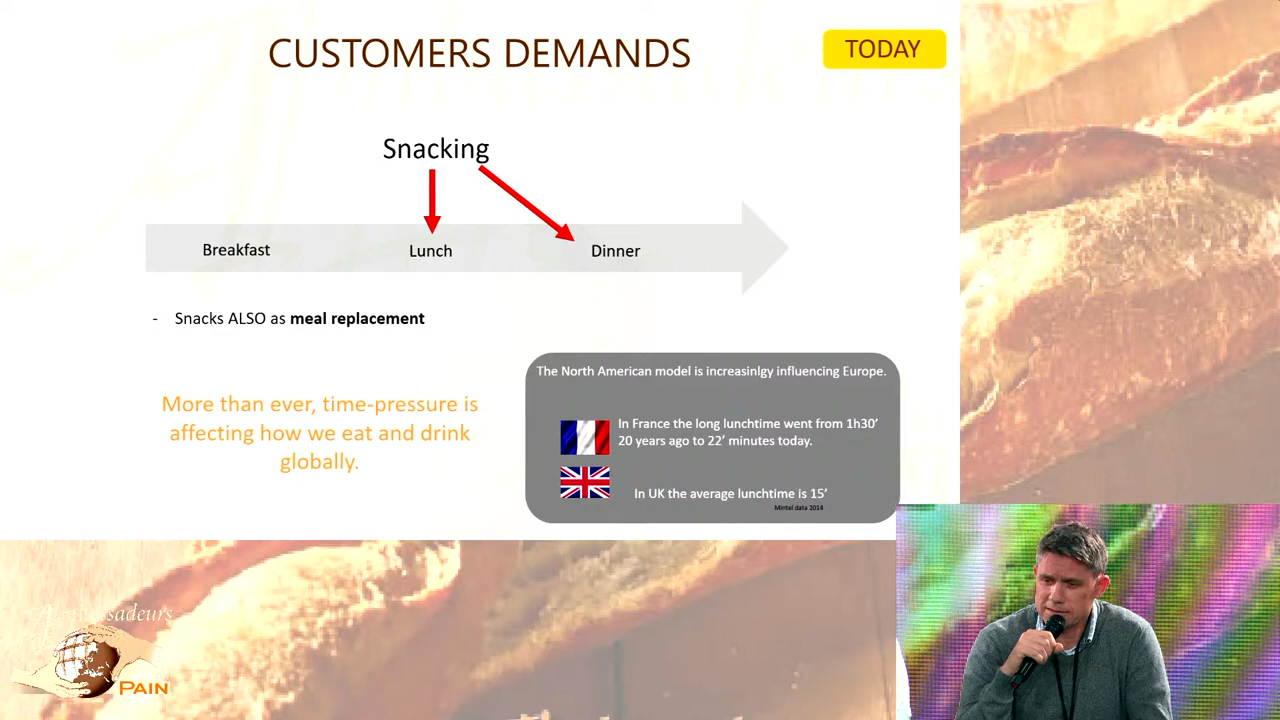 CUSTOMERS DEMANDS
TODAY
Snacking
Breakfast
Lunch
Dinner
- Snacks ALSO as meal replacement
More than ever, time-pressure is
affecting how we eat and drink
globally.
The North American model is increasinlgy influencing Europe.
In France the long lunchtime went from 1h30’
20 years ago to 22’ minutes today.
In UK the average lunchtime is 15’
Mintel data 2014
Ambassadeurs
PAIN